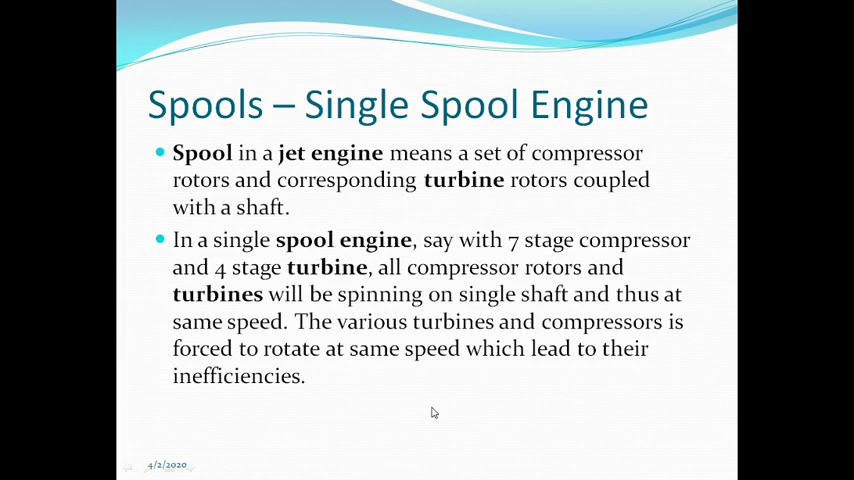 Spools – Single Spool Engine
Spool in a jet engine means a set of compressor
rotors and corresponding turbine rotors coupled
with a shaft.
In a single spool engine, say with 7 stage compressor
and 4 stage turbine, all compressor rotors and
turbines will be spinning on single shaft and thus at
same speed. The various turbines and compressors is
forced to rotate at same speed which lead to their
inefficiencies.
4/2/2020